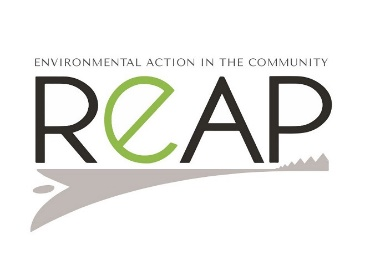 ENVIRONMENTAL ACTION IN THE COMMUNITY
ReAP